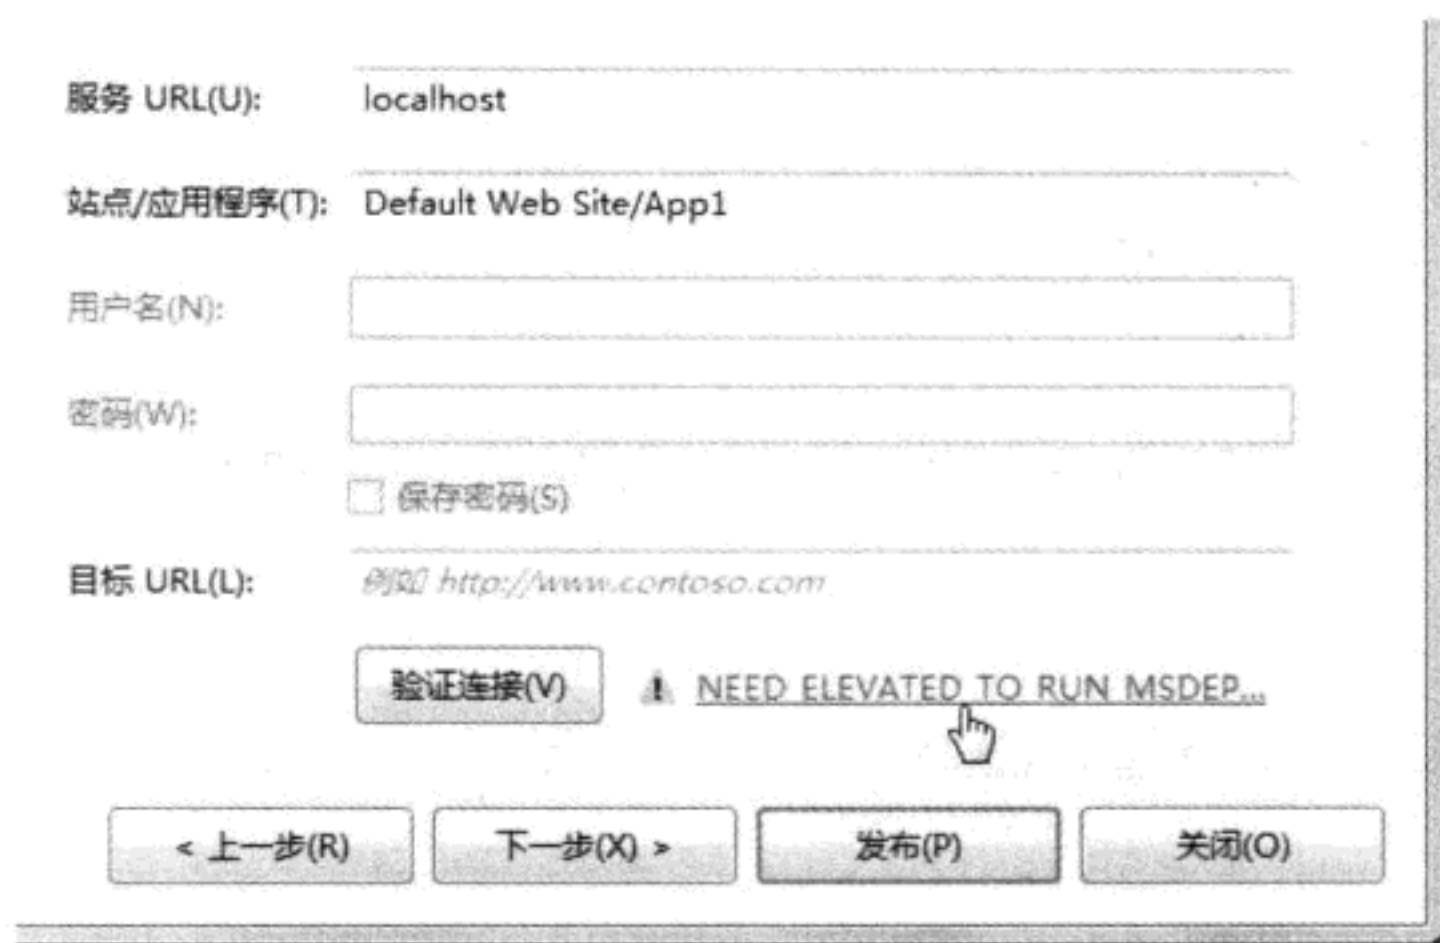 服务 URL(U): localhost
站点/应用程序(T): Default Web Site/App1
用户名(N):
密码(W):
保存密码(S)
目标 URL(L): 例如 http://www.contoso.com
验证连接(V) NEED ELEVATED TO RUN MSDEP...
< 上一步(R) 下一步(X) > 发布(P) 关闭(O)